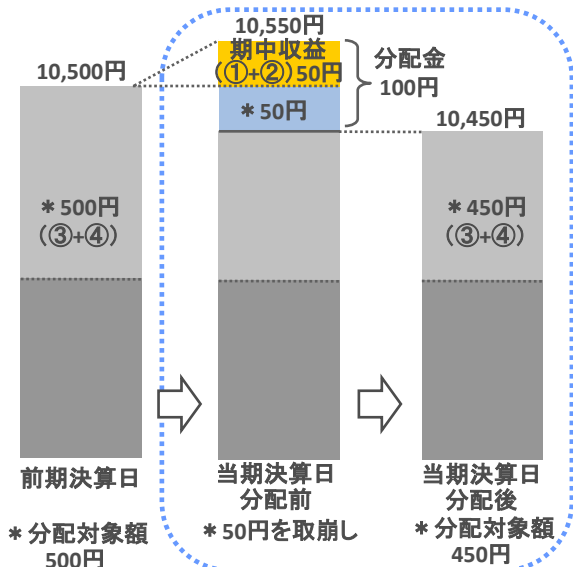 10,550円
期中収益
(①+②)50円
分配金
100円
10,500円
＊50円
10,450円
＊500円
(③+④)
＊450円
(③+④)
前期決算日
当期決算日
分配前
当期決算日
分配後
＊分配対象額
500円
＊50円を取崩し
＊分配対象額
450円